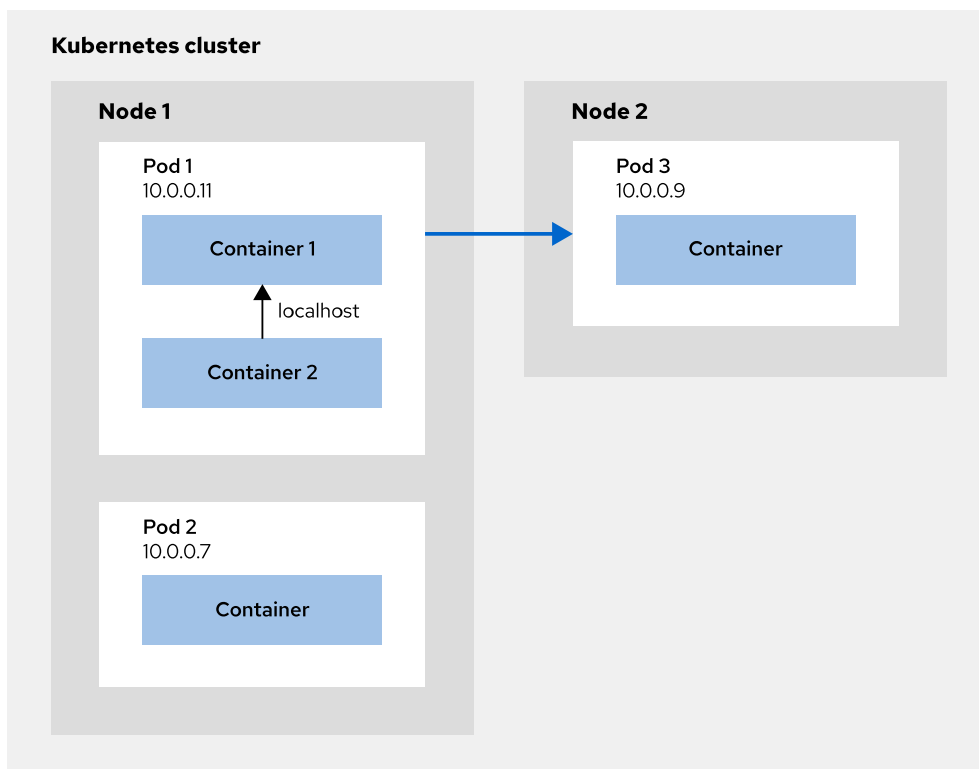 Kubernetes cluster
Node 1
Pod 1
10.0.0.11
Container 1
localhost
Container 2
Pod 2
10.0.0.7
Container
Node 2
Pod 3
10.0.0.9
Container